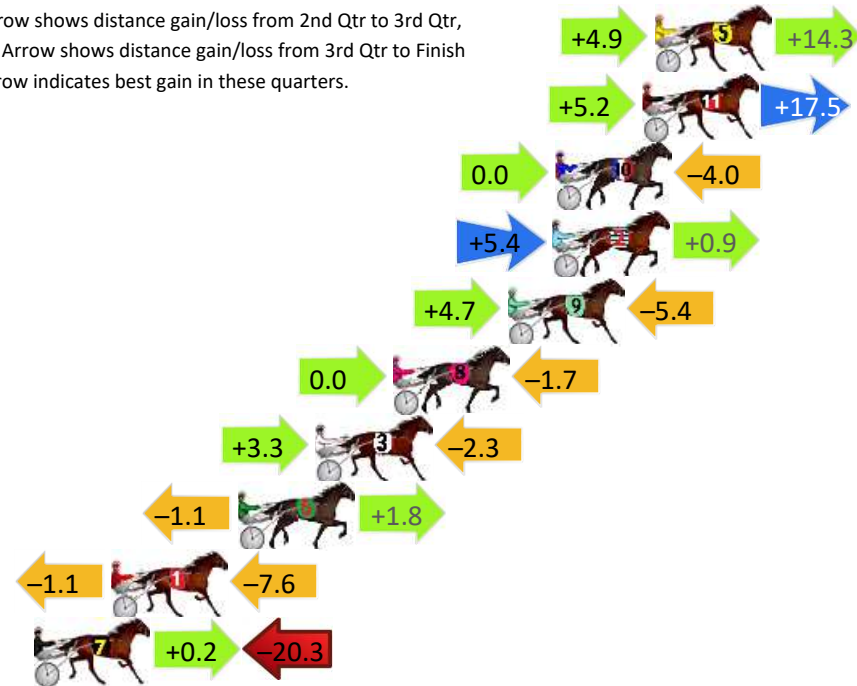 row shows distance gain/loss from 2nd Qtr to 3rd Qtr,
Arrow shows distance gain/loss from 3rd Qtr to Finish
row indicates best gain in these quarters.
+4.9 5 +14.3
+5.2 11 +17.5
0.0 –4.0
+5.4 2 +0.9
+4.7 9 –5.4
0.0 8 –1.7
+3.3 3 –2.3
–1.1 +1.8
–1.1 1 –7.6
7 +0.2 –20.3